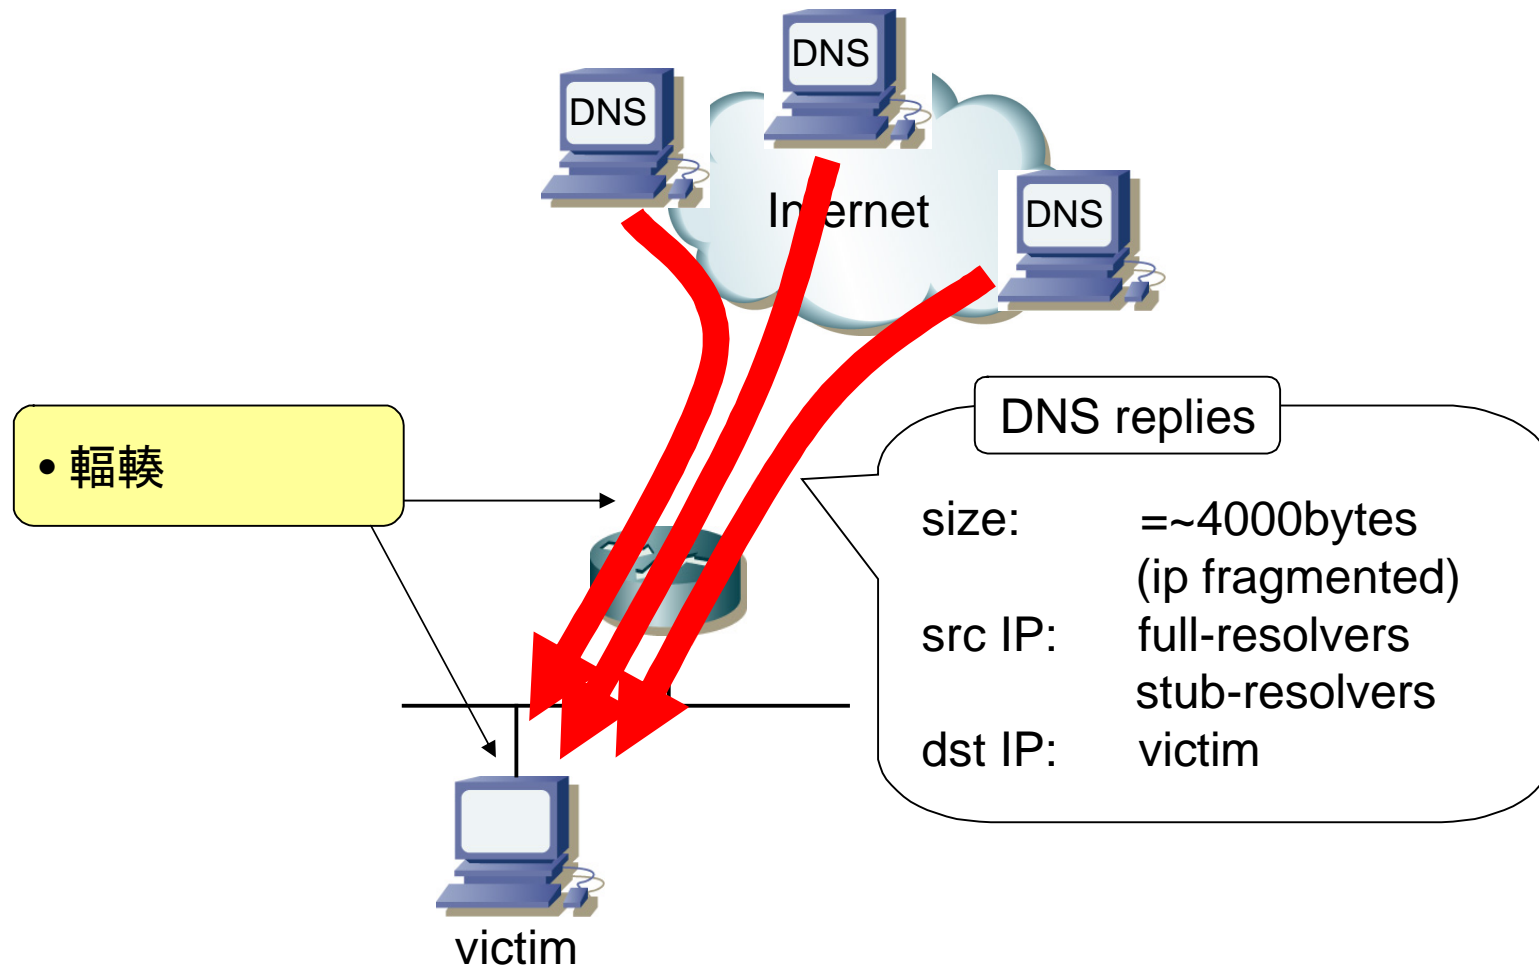 DNS
DNS
Internet
DNS
• 輻輳
DNS replies
size: =~4000bytes
(ip fragmented)
src IP: full-resolvers
stub-resolvers
dst IP: victim
victim